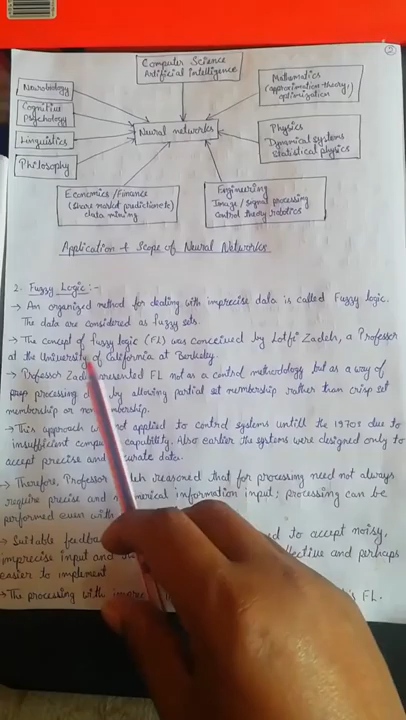 2
Computer Science
Artificial intelligence
Neurobiology
Cognitive
Psychology
Linguistics
Philosophy
Neural networks
Mathematics
(approximation theory,
optimization)
Physics
Dynamical systems
Statistical physics
Economics/Finance
(Share market prediction etc)
data mining
Engineering
Image/signal processing
control theory robotics
Application & Scope of Neural Networks
2. Fuzzy Logic:-
→ An organized method for dealing with imprecise data is called Fuzzy logic.
The data are considered as fuzzy sets.
→ The concept of fuzzy logic (FL) was conceived by Lotfi Zadeh, a Professor
at the University of California at Berkeley.
→ Professor presented FL not as a control methodology but as a way of
processing by allowing partial set membership rather than crisp set
membership or non membership.
→ This approach was not applied to control systems untill the 1970s due to
insufficient capability. Also earlier the systems were designed only to
accept precise and accurate data.
→ Therefore, Professor reasoned that for processing need not always
require precise and numerical information input; processing can be
performed even with
→ Suitable to accept noisy,
imprecise input and effective and perhaps
easier to implement
→ The processing with FL.